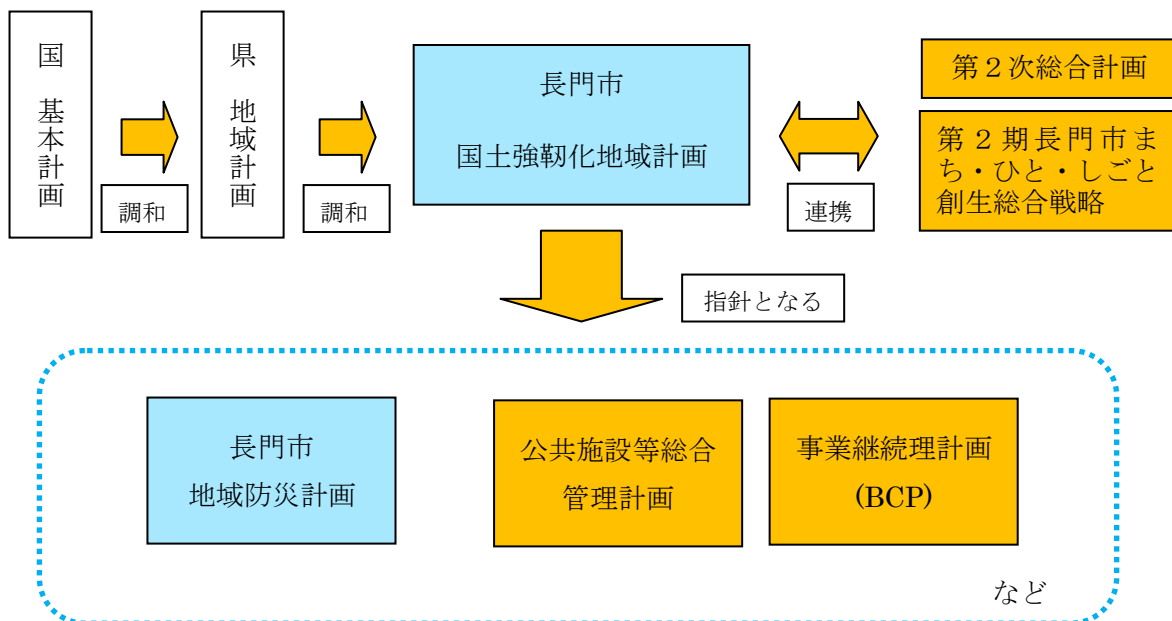 国 基本計画
調和
県 地域計画
調和
長門市
国土強靭化地域計画
連携
第２次総合計画
第２期長門市ま
ち・ひと・しごと
創生総合戦略
指針となる
長門市
地域防災計画
公共施設等総合
管理計画
事業継続理計画
(BCP)
など